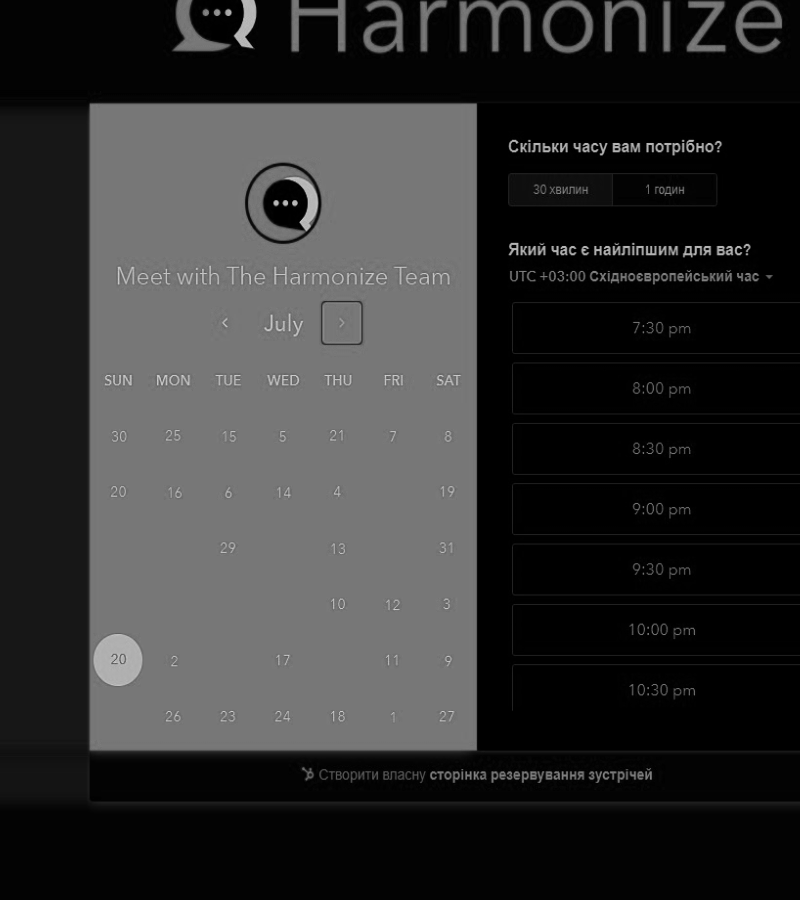 Harmonize
Meet with The Harmonize Team
July
SUN MON TUE WED THU FRI SAT
30 25 15 5 21 7 8
20 16 6 14 4 19
29 13 31
10 12 3
20 2 17 11 9
26 23 24 18 1 27
Скільки часу вам потрібно?
30 хвилин 1 годин
Який час є найліпшим для вас?
UTC +03:00 Східноєвропейський час
7:30 pm
8:00 pm
8:30 pm
9:00 pm
9:30 pm
10:00 pm
10:30 pm
Створити власну сторінка резервування зустрічей